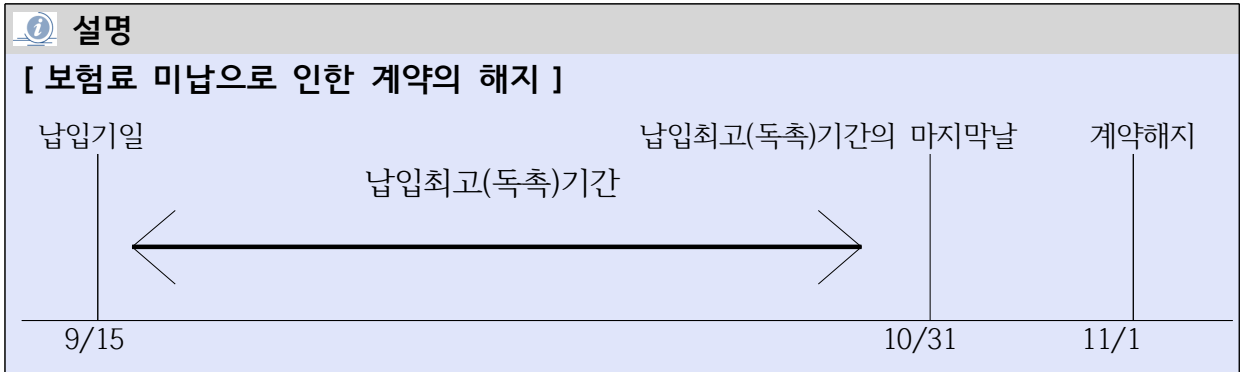 설명
[ 보험료 미납으로 인한 계약의 해지 ]
납입기일 납입최고(독촉)기간의 마지막날 계약해지
납입최고(독촉)기간
9/15 10/31 11/1